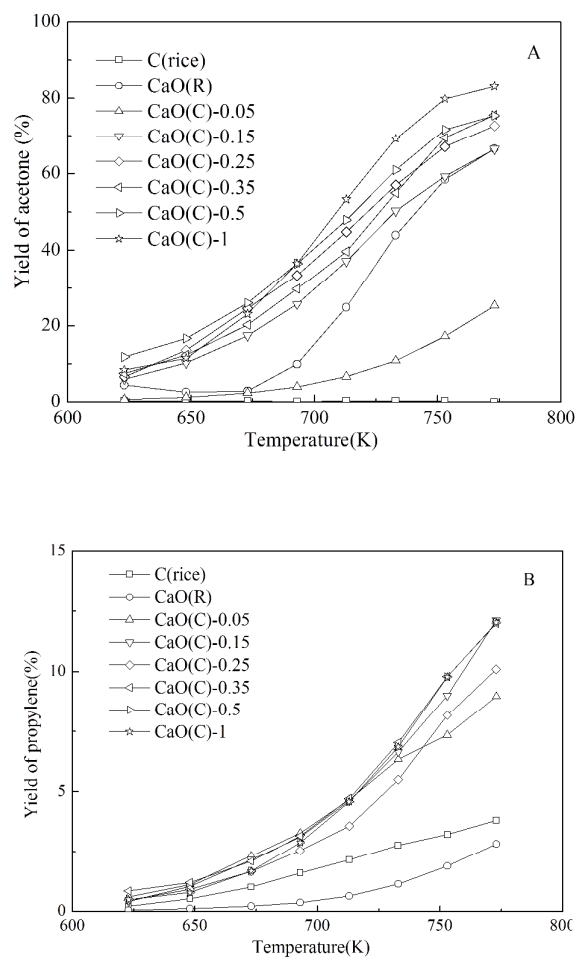 100
80
60
40
20
0
Yield of acetone (%)
A
C(rice)
CaO(R)
CaO(C)-0.05
CaO(C)-0.15
CaO(C)-0.25
CaO(C)-0.35
CaO(C)-0.5
CaO(C)-1
600 650 700 750 800
Temperature(K)
15
10
5
0
Yield of propylene(%)
B
C(rice)
CaO(R)
CaO(C)-0.05
CaO(C)-0.15
CaO(C)-0.25
CaO(C)-0.35
CaO(C)-0.5
CaO(C)-1
600 650 700 750 80
Temperature(K)